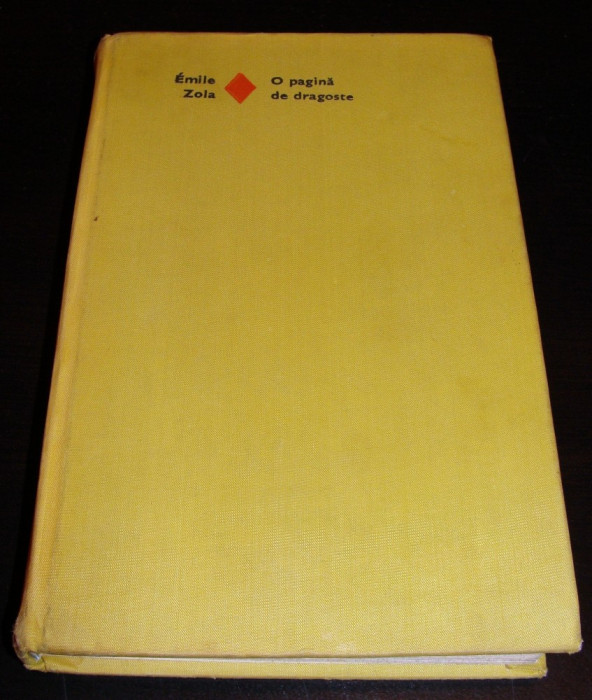 Émile
Zola
O pagină
de dragoste